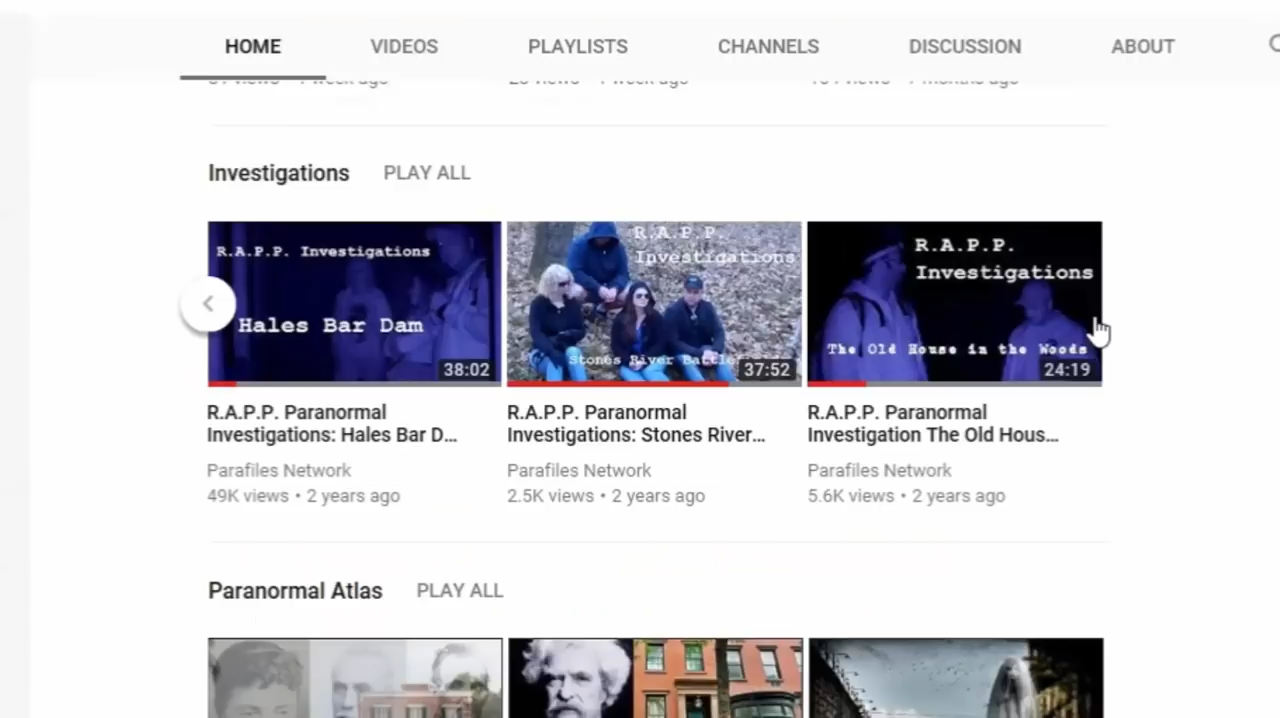 HOME VIDEOS PLAYLISTS CHANNELS DISCUSSION ABOUT
Investigations PLAY ALL
R.A.P.P. Investigations
Hales Bar Dam
38:02
R.A.P.P.
Investigations
Stones River
37:52
R.A.P.P.
Investigations
The Old House in the Woods
24:19
R.A.P.P. Paranormal
Investigations: Hales Bar D...
Parafiles Network
49K views • 2 years ago
R.A.P.P. Paranormal
Investigations: Stones River...
Parafiles Network
2.5K views • 2 years ago
R.A.P.P. Paranormal
Investigation The Old Hous...
Parafiles Network
5.6K views • 2 years ago
Paranormal Atlas PLAY ALL